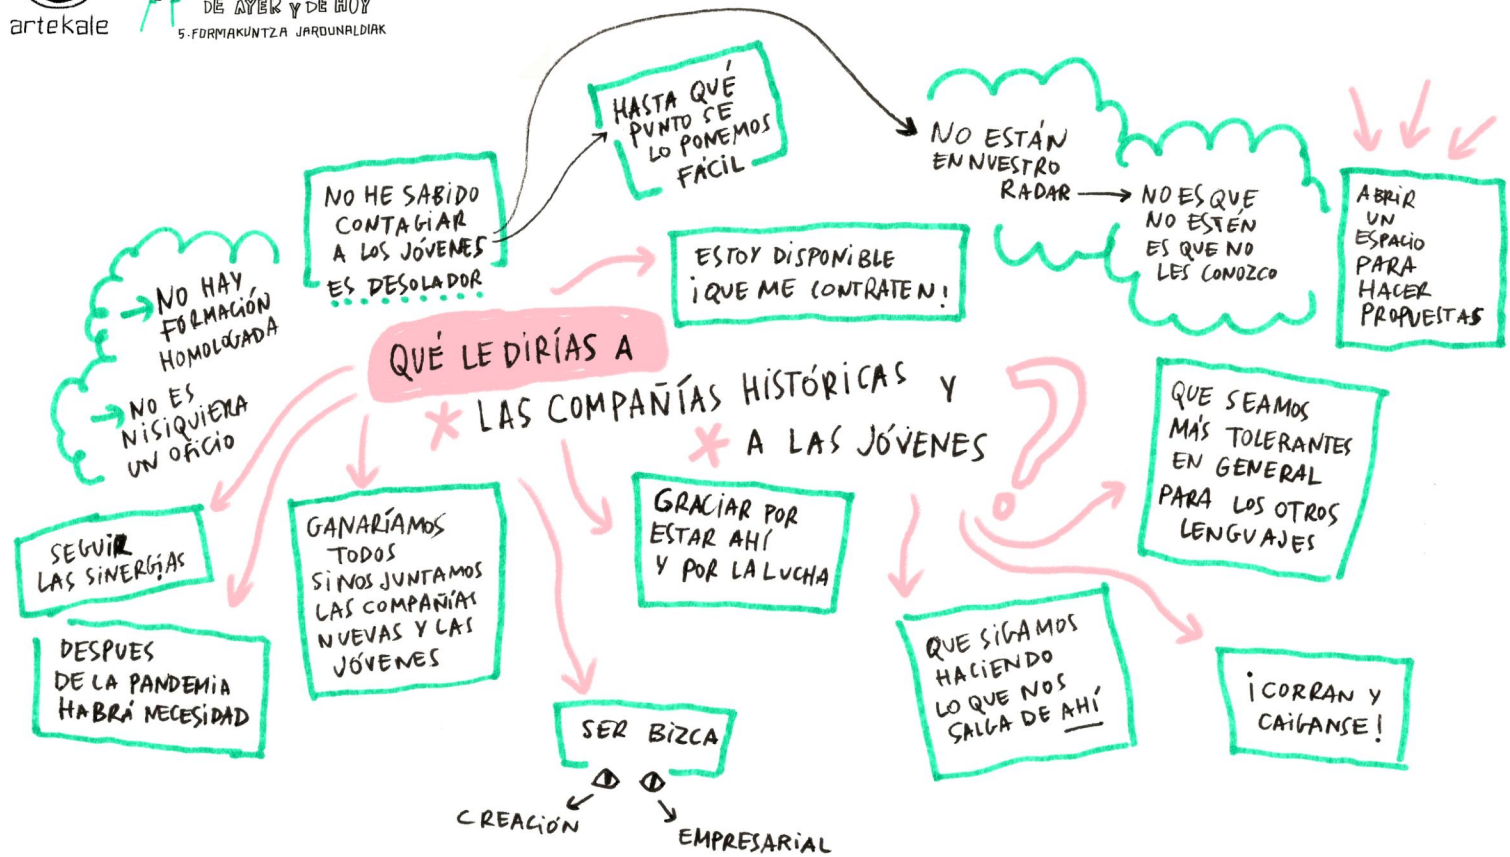 artekale
DE AYER Y DE HOY
5. FORMAKUNTZA JARDUNALDIAK
HASTA QUÉ
PUNTO SE
LO PONEMOS
FÁCIL
NO ESTÁN
EN NUESTRO
RADAR
NO ES QUE
NO ESTÉN
ES QUE NO
LES CONOZCO
ABRIR
UN
ESPACIO
PARA
HACER
PROPUESTAS
NO HE SABIDO
CONTAGIAR
A LOS JÓVENES
ES DESOLADOR
ESTOY DISPONIBLE
¡QUE ME CONTRATEN!
NO HAY
FORMACIÓN
HOMOLOGADA
NO ES
NISIQUIERA
UN OFICIO
QUÉ LE DIRÍAS A
* LAS COMPAÑÍAS HISTÓRICAS Y
* A LAS JÓVENES
?
QUE SEAMOS
MÁS TOLERANTES
EN GENERAL
PARA LOS OTROS
LENGUAJES
SEGUIR
LAS SINERGÍAS
DESPUES
DE LA PANDEMIA
HABRÁ NECESIDAD
GANARÍAMOS
TODOS
SI NOS JUNTAMOS
LAS COMPAÑÍAS
NUEVAS Y LAS
JÓVENES
GRACIAR POR
ESTAR AHÍ
Y POR LA LUCHA
SER BIZCA
CREACIÓN
EMPRESARIAL
QUE SIGAMOS
HACIENDO
LO QUE NOS
SALGA DE AHÍ
¡CORRAN Y
CAIGANSE!